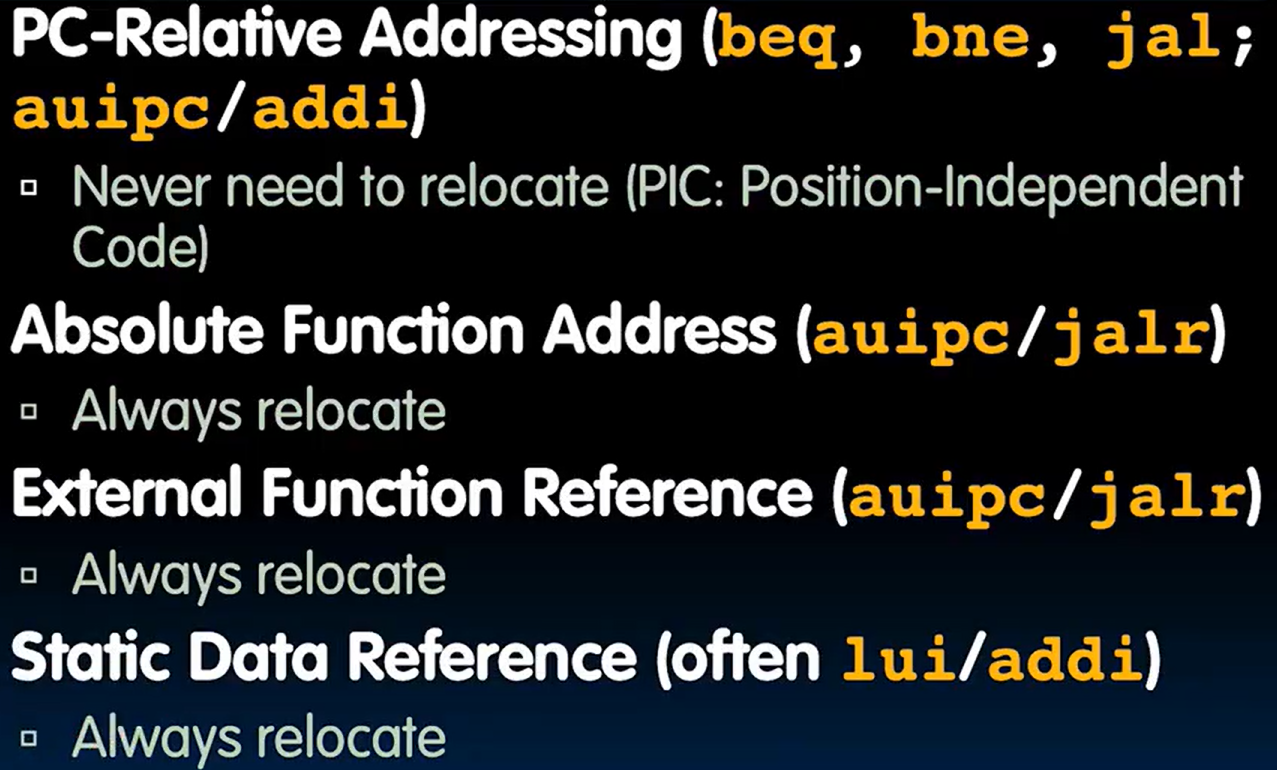 PC-Relative Addressing (beq, bne, jal;
auipc/addi)
▫ Never need to relocate (PIC: Position-Independent
Code)
Absolute Function Address (auipc/jalr)
▫ Always relocate
External Function Reference (auipc/jalr)
▫ Always relocate
Static Data Reference (often lui/addi)
▫ Always relocate